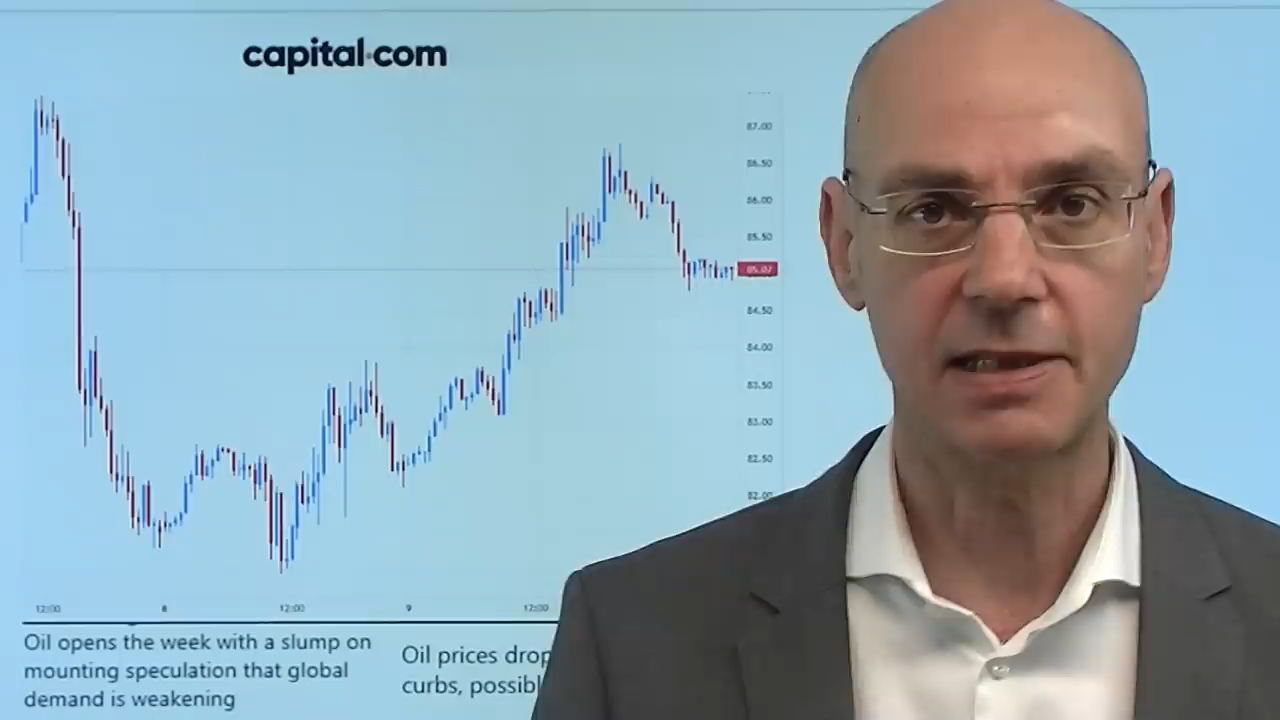 capital.com
87.00
86.50
86.00
85.50
85.07
84.50
84.00
83.50
83.00
82.50
82.00
12:00 8 12:00 9 12:00
Oil opens the week with a slump on
mounting speculation that global
demand is weakening
Oil prices drop
curbs, possibl